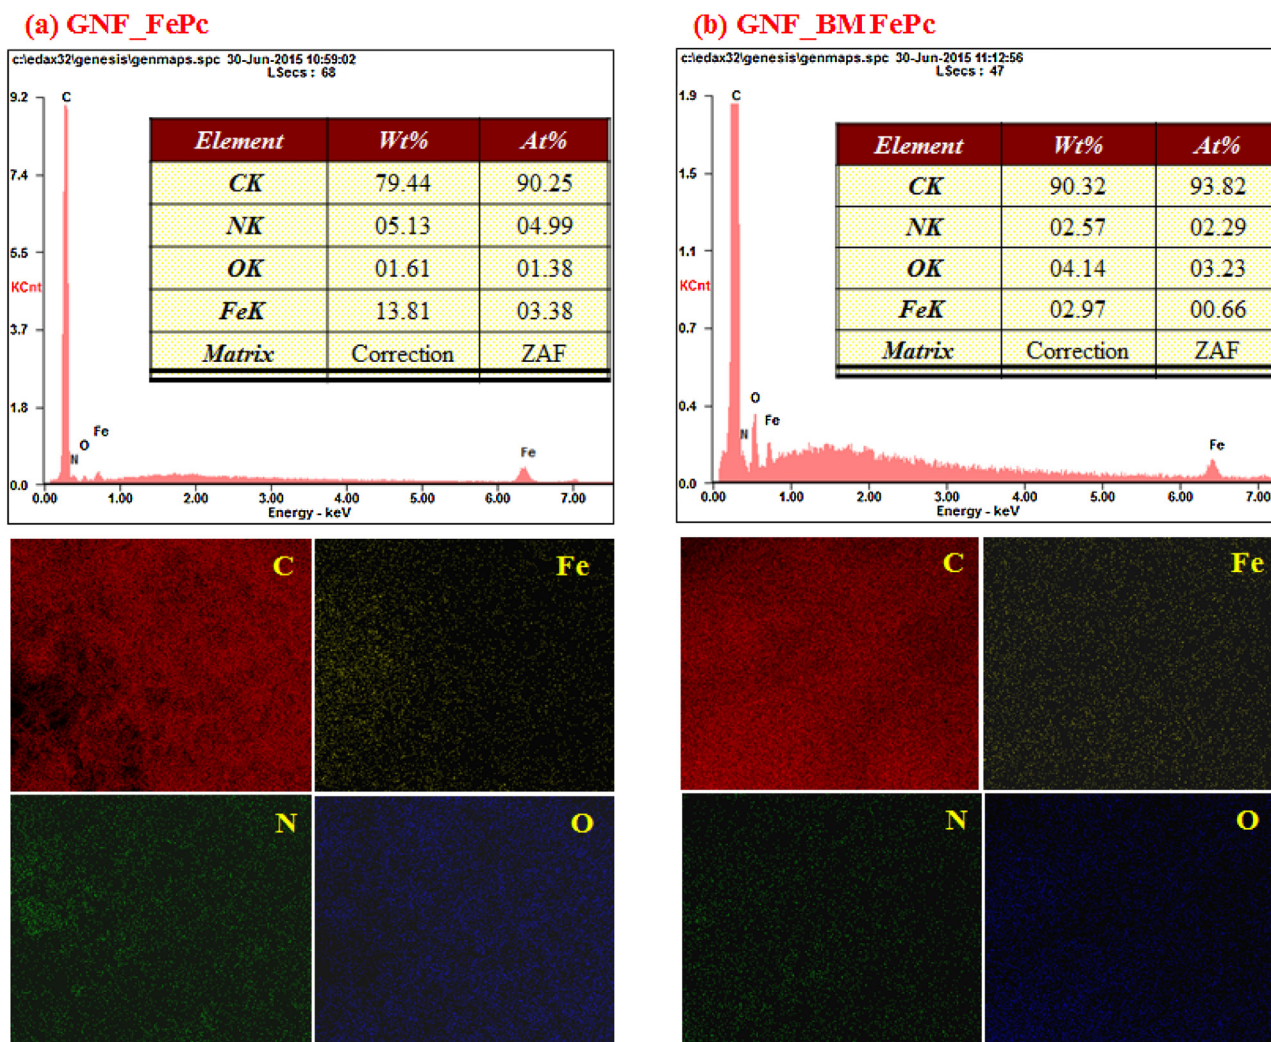 (a) GNF_FePc
c:\edax32\genesis\genmaps.spc 30-Jun-2015 10:59:02
LSecs : 68
9.2
7.4
5.5
KCnt
3.7
1.8
0.0
C
N
O
Fe
Fe
0.00 1.00 2.00 3.00 4.00 5.00 6.00 7.00
Energy - keV
Element Wt% At%
CK 79.44 90.25
NK 05.13 04.99
OK 01.61 01.38
FeK 13.81 03.38
Matrix Correction ZAF
C
Fe
N
O
(b) GNF_BM FePc
c:\edax32\genesis\genmaps.spc 30-Jun-2015 11:12:56
LSecs : 47
1.9
1.5
1.1
KCnt
0.7
0.4
0.0
C
N
O
Fe
Fe
0.00 1.00 2.00 3.00 4.00 5.00 6.00 7.00
Energy - keV
Element Wt% At%
CK 90.32 93.82
NK 02.57 02.29
OK 04.14 03.23
FeK 02.97 00.66
Matrix Correction ZAF
C
Fe
N
O